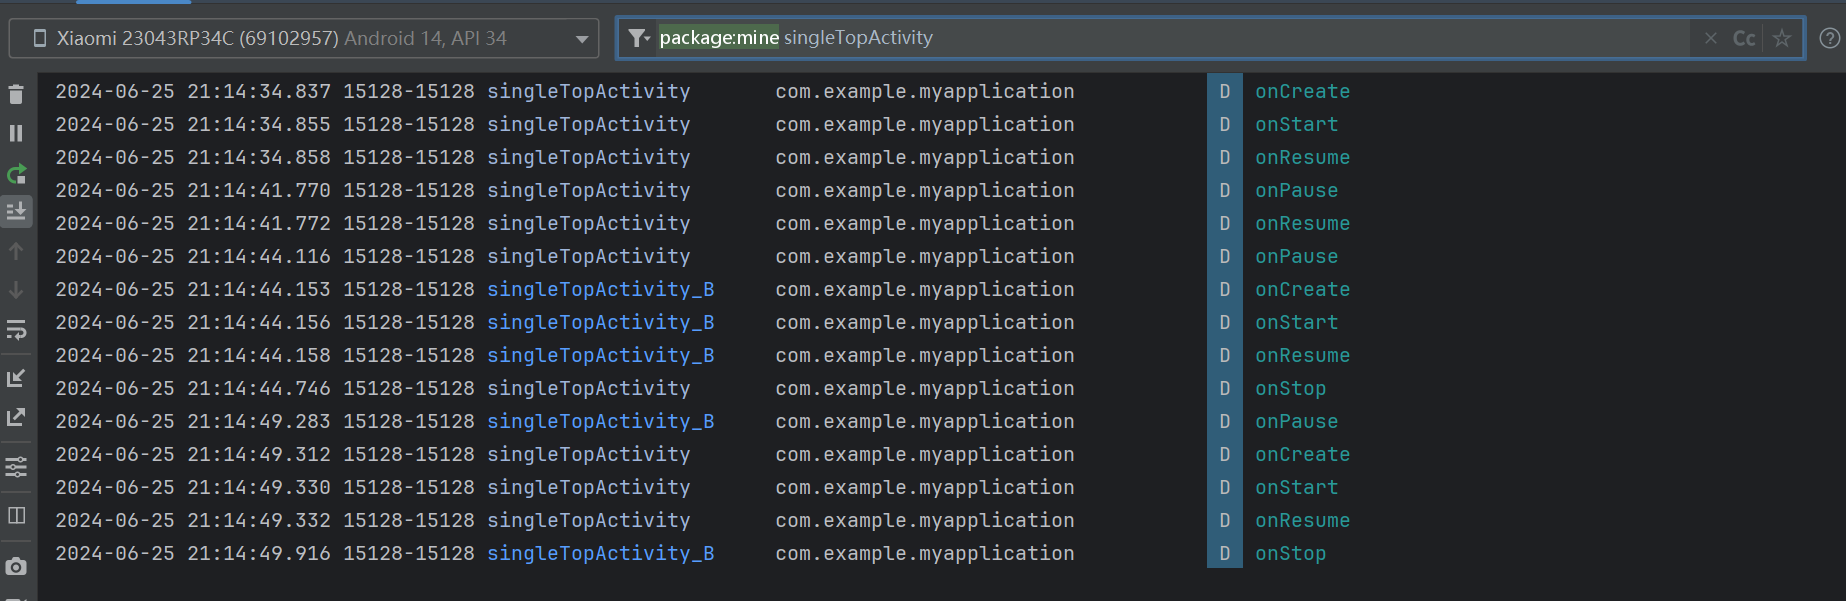 Xiaomi 23043RP34C (69102957) Android 14, API 34 package:mine singleTopActivity Cc
2024-06-25 21:14:34.837 15128-15128 singleTopActivity com.example.myapplication D onCreate
2024-06-25 21:14:34.855 15128-15128 singleTopActivity com.example.myapplication D onStart
2024-06-25 21:14:34.858 15128-15128 singleTopActivity com.example.myapplication D onResume
2024-06-25 21:14:41.770 15128-15128 singleTopActivity com.example.myapplication D onPause
2024-06-25 21:14:41.772 15128-15128 singleTopActivity com.example.myapplication D onResume
2024-06-25 21:14:44.116 15128-15128 singleTopActivity com.example.myapplication D onPause
2024-06-25 21:14:44.153 15128-15128 singleTopActivity_B com.example.myapplication D onCreate
2024-06-25 21:14:44.156 15128-15128 singleTopActivity_B com.example.myapplication D onStart
2024-06-25 21:14:44.158 15128-15128 singleTopActivity_B com.example.myapplication D onResume
2024-06-25 21:14:44.746 15128-15128 singleTopActivity com.example.myapplication D onStop
2024-06-25 21:14:49.283 15128-15128 singleTopActivity_B com.example.myapplication D onPause
2024-06-25 21:14:49.312 15128-15128 singleTopActivity com.example.myapplication D onCreate
2024-06-25 21:14:49.330 15128-15128 singleTopActivity com.example.myapplication D onStart
2024-06-25 21:14:49.332 15128-15128 singleTopActivity com.example.myapplication D onResume
2024-06-25 21:14:49.916 15128-15128 singleTopActivity_B com.example.myapplication D onStop